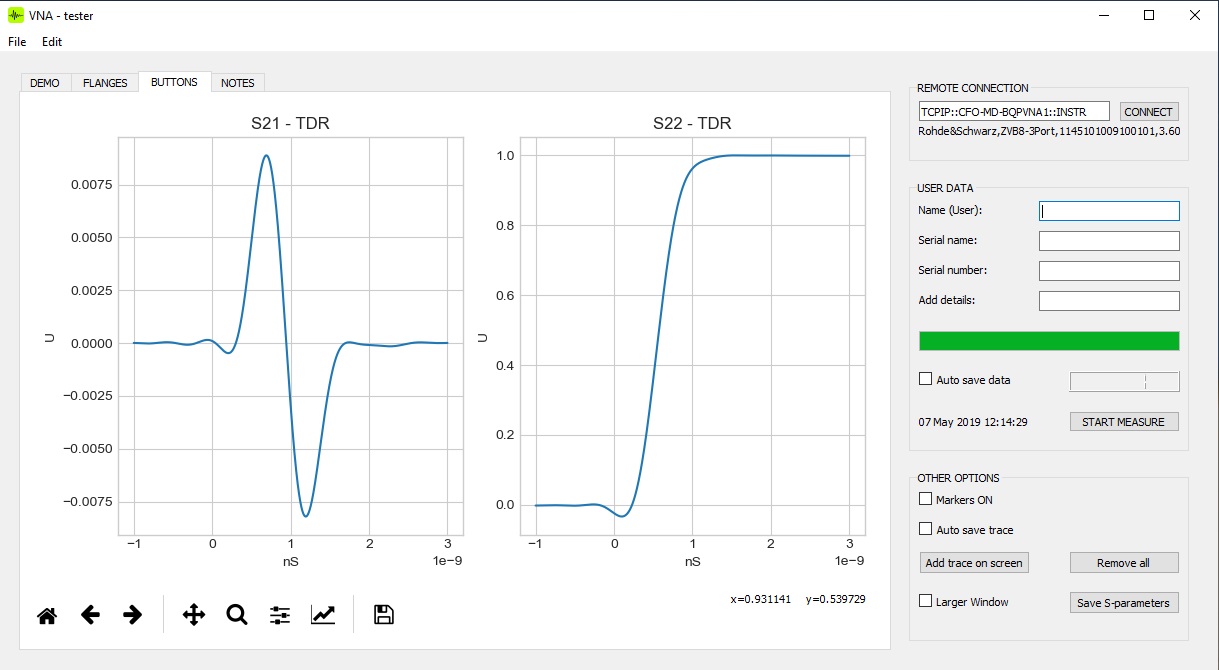 VNA - tester
File Edit
DEMO FLANGES BUTTONS NOTES
S21 - TDR
0.0075
0.0050
0.0025
0.0000
−0.0025
−0.0050
−0.0075
U
−1 0 1 2 3
nS 1e−9
S22 - TDR
1.0
0.8
0.6
0.4
0.2
0.0
U
−1 0 1 2 3
nS 1e−9
x=0.931141 y=0.539729
REMOTE CONNECTION
TCPIP::CFO-MD-BQPVNA1::INSTR CONNECT
Rohde&Schwarz,ZVB8-3Port,1145101009100101,3.60
USER DATA
Name (User):
Serial name:
Serial number:
Add details:
Auto save data
07 May 2019 12:14:29 START MEASURE
OTHER OPTIONS
Markers ON
Auto save trace
Add trace on screen Remove all
Larger Window Save S-parameters